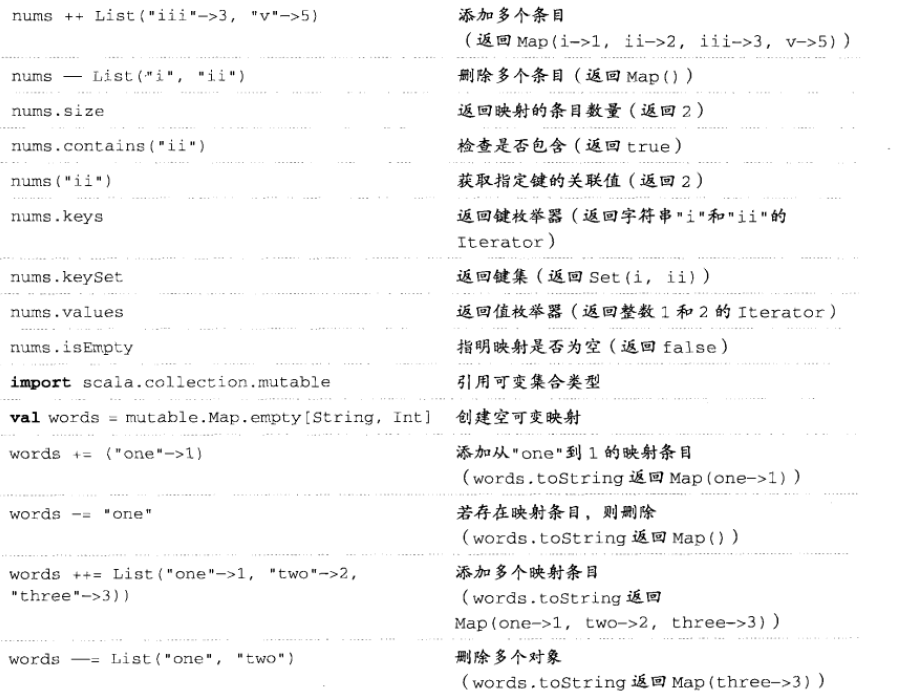 nums ++ List("iii"->3, "v"->5) 添加多个条目
(返回 Map(i->1, ii->2, iii->3, v->5))
nums -- List("i", "ii") 删除多个条目(返回 Map())
nums.size 返回映射的条目数量(返回 2)
nums.contains("ii") 检查是否包含(返回 true)
nums("ii") 获取指定键的关联值(返回 2)
nums.keys 返回键枚举器(返回字符串"i"和"ii"的
Iterator)
nums.keySet 返回键集(返回 Set(i, ii))
nums.values 返回值枚举器(返回整数 1 和 2 的 Iterator)
nums.isEmpty 指明映射是否为空(返回 false)
import scala.collection.mutable 引用可变集合类型
val words = mutable.Map.empty[String, Int] 创建空可变映射
words += ("one"->1) 添加从"one"到 1 的映射条目
(words.toString 返回 Map(one->1))
words -= "one" 若存在映射条目，则删除
(words.toString 返回 Map())
words ++= List("one"->1, "two"->2, 添加多个映射条目
"three"->3)) (words.toString 返回
Map(one->1, two->2, three->3))
words --= List("one", "two") 删除多个对象
(words.toString 返回 Map(three->3))